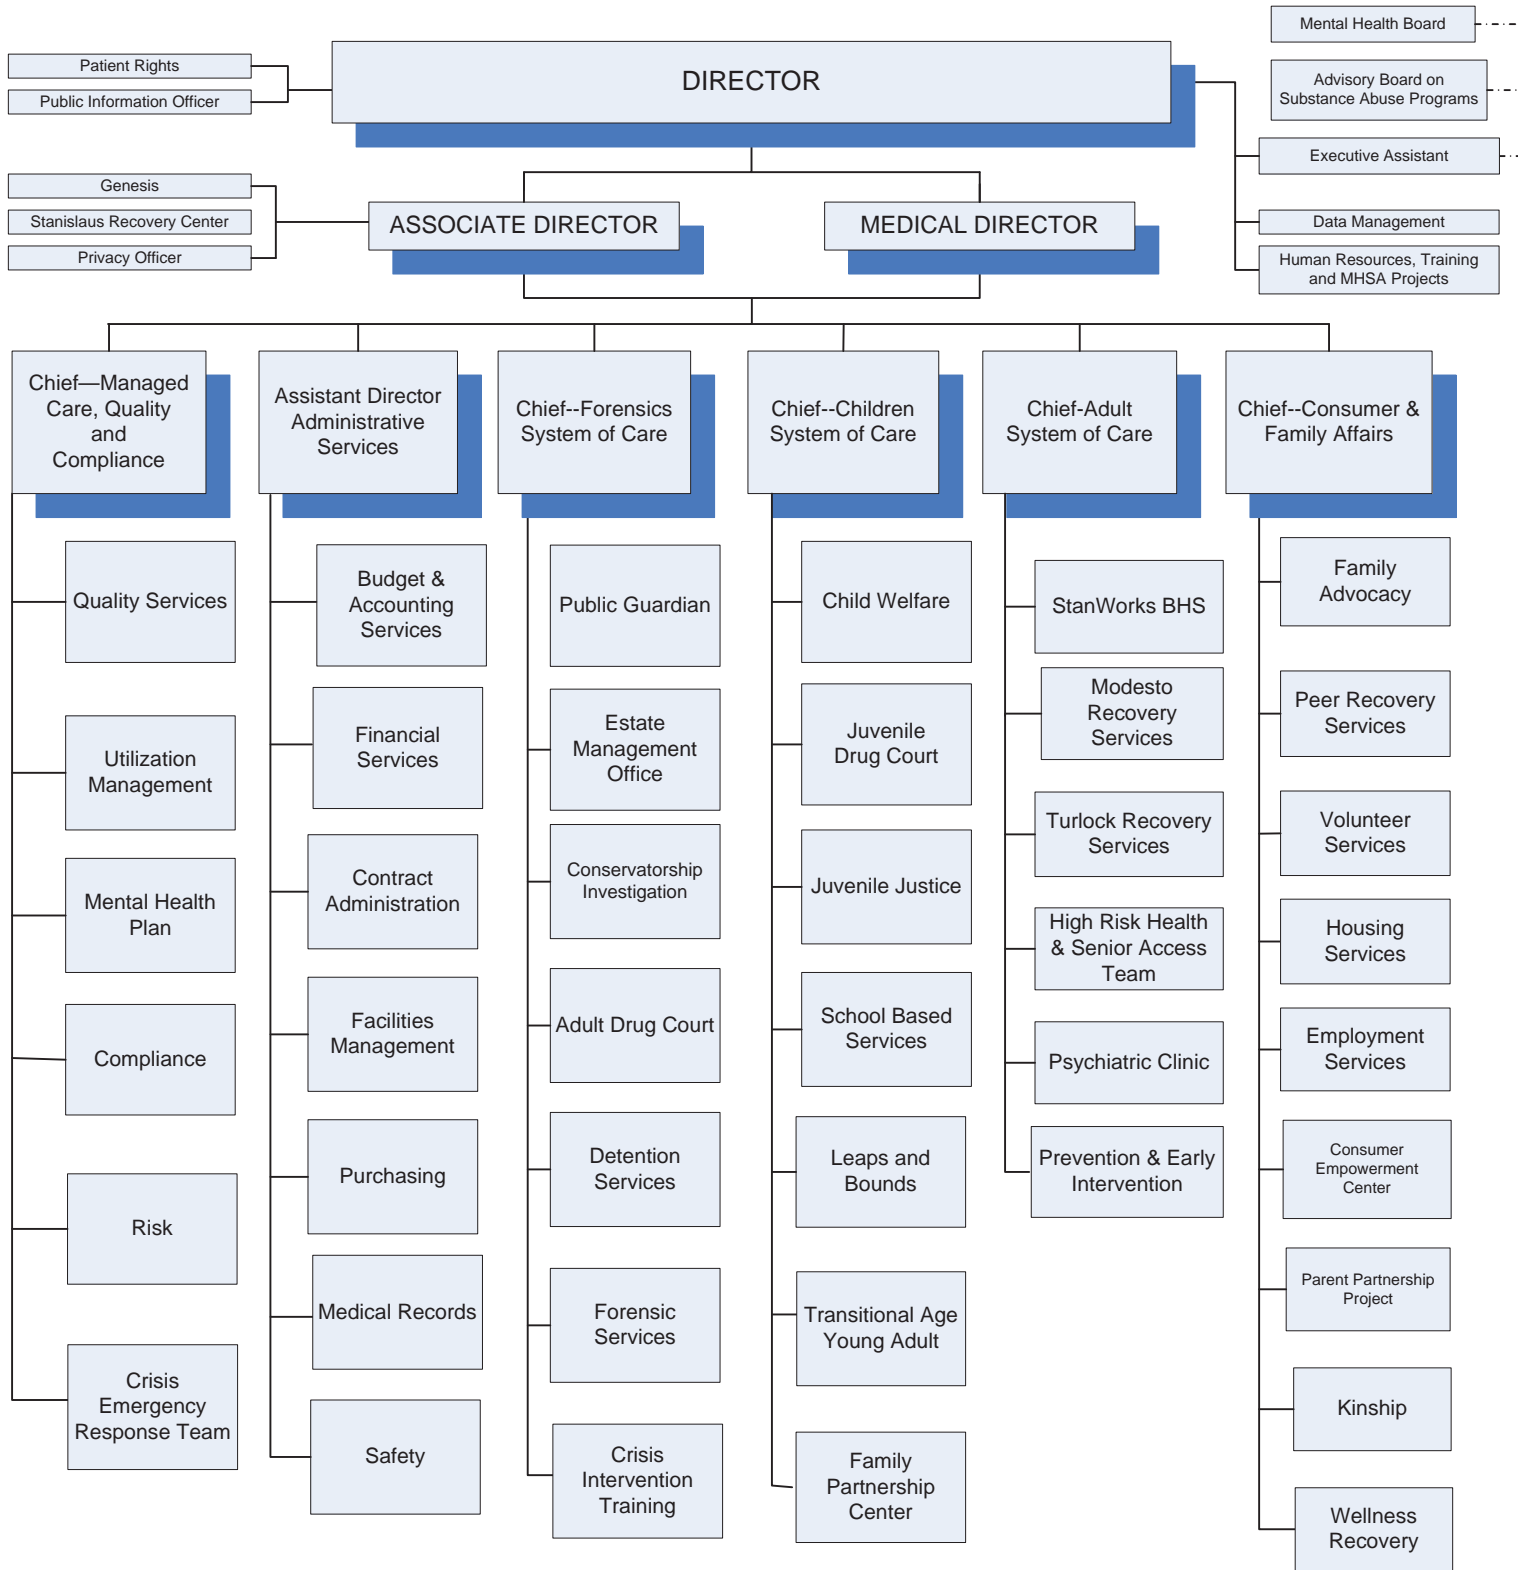 Mental Health Board
Patient Rights
DIRECTOR
Advisory Board on
Substance Abuse Programs
Public Information Officer
Executive Assistant
Genesis
Stanislaus Recovery Center
Privacy Officer
ASSOCIATE DIRECTOR
MEDICAL DIRECTOR
Data Management
Human Resources, Training
and MHSA Projects
Chief—Managed
Care, Quality
and
Compliance
Assistant Director
Administrative
Services
Chief--Forensics
System of Care
Chief--Children
System of Care
Chief-Adult
System of Care
Chief--Consumer &
Family Affairs
Quality Services
Utilization
Management
Mental Health
Plan
Compliance
Risk
Crisis
Emergency
Response Team
Budget &
Accounting
Services
Financial
Services
Contract
Administration
Facilities
Management
Purchasing
Medical Records
Safety
Public Guardian
Estate
Management
Office
Conservatorship
Investigation
Adult Drug Court
Detention
Services
Forensic
Services
Crisis
Intervention
Training
Child Welfare
Juvenile
Drug Court
Juvenile Justice
School Based
Services
Leaps and
Bounds
Transitional Age
Young Adult
Family
Partnership
Center
StanWorks BHS
Modesto
Recovery
Services
Turlock Recovery
Services
High Risk Health
& Senior Access
Team
Psychiatric Clinic
Prevention & Early
Intervention
Family
Advocacy
Peer Recovery
Services
Volunteer
Services
Housing
Services
Employment
Services
Consumer
Empowerment
Center
Parent Partnership
Project
Kinship
Wellness
Recovery